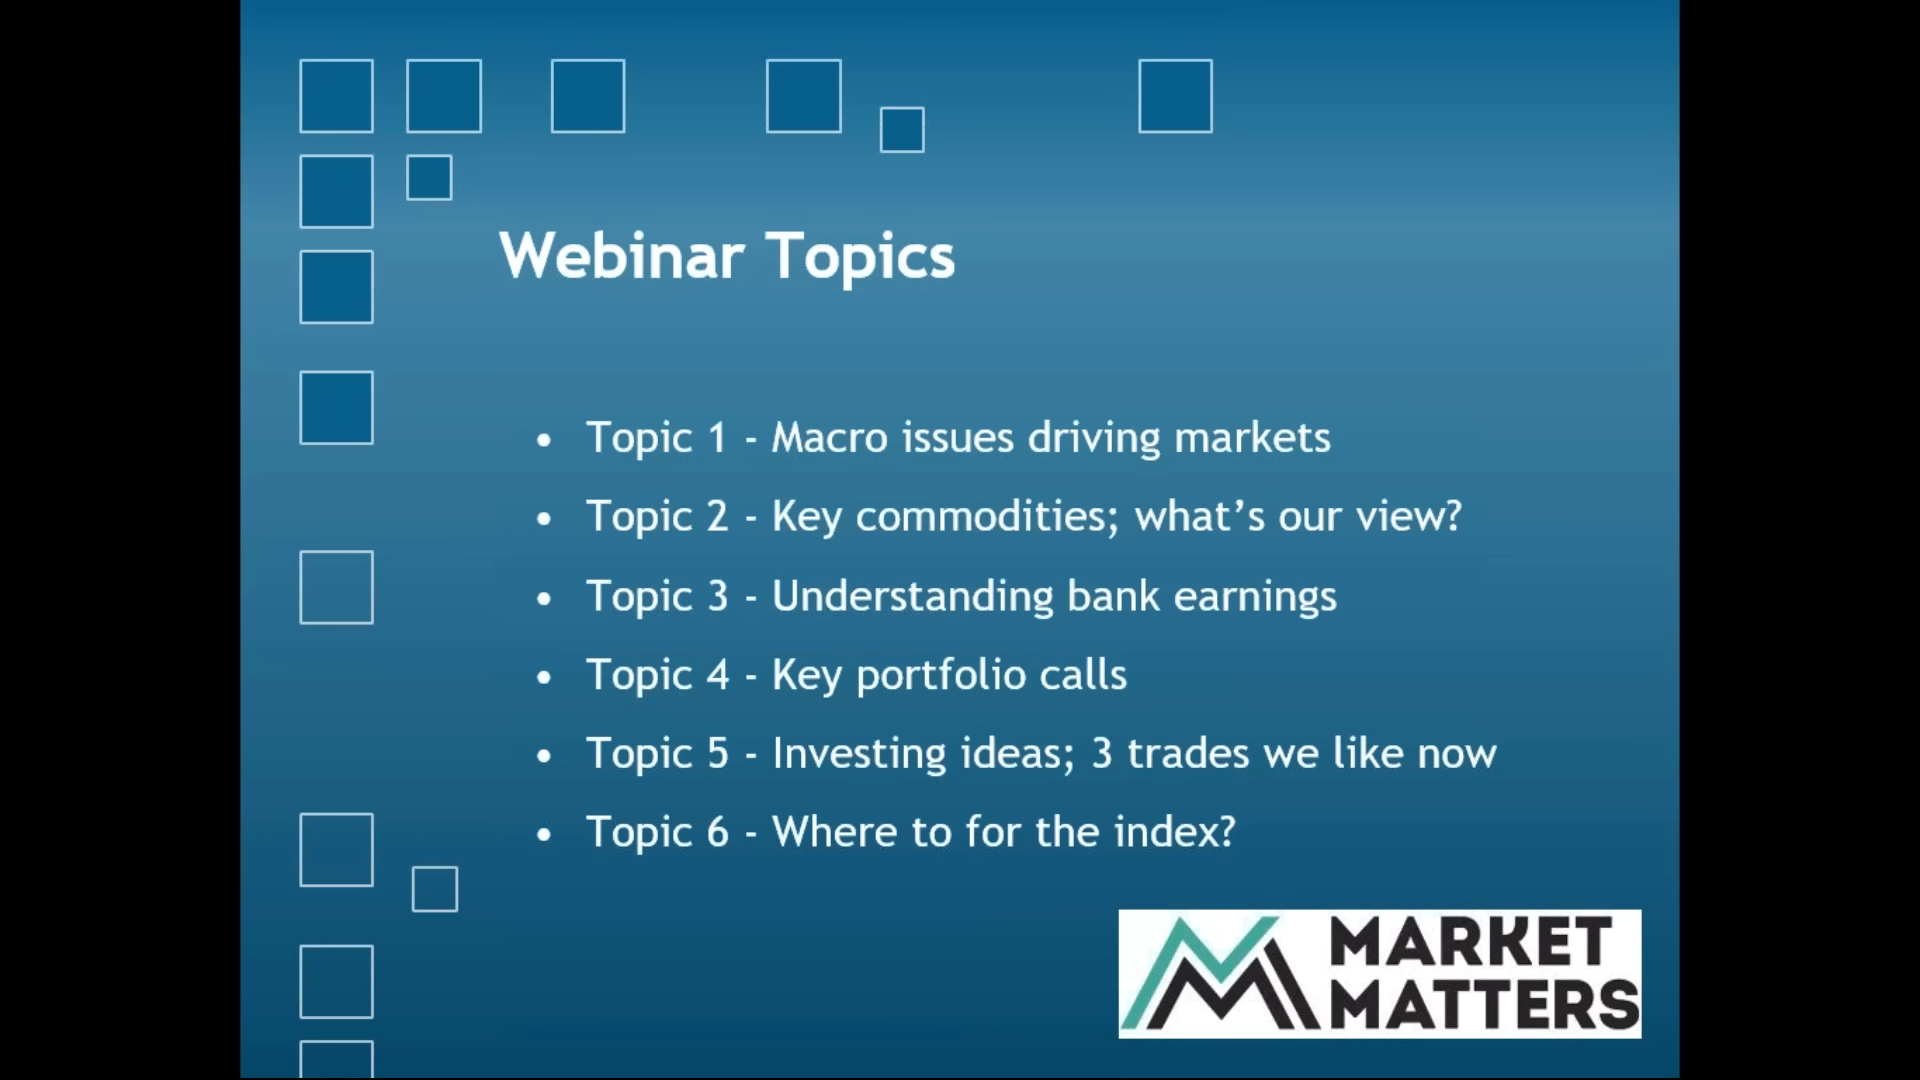 Webinar Topics
• Topic 1 - Macro issues driving markets
• Topic 2 - Key commodities; what’s our view?
• Topic 3 - Understanding bank earnings
• Topic 4 - Key portfolio calls
• Topic 5 - Investing ideas; 3 trades we like now
• Topic 6 - Where to for the index?
MARKET
MATTERS